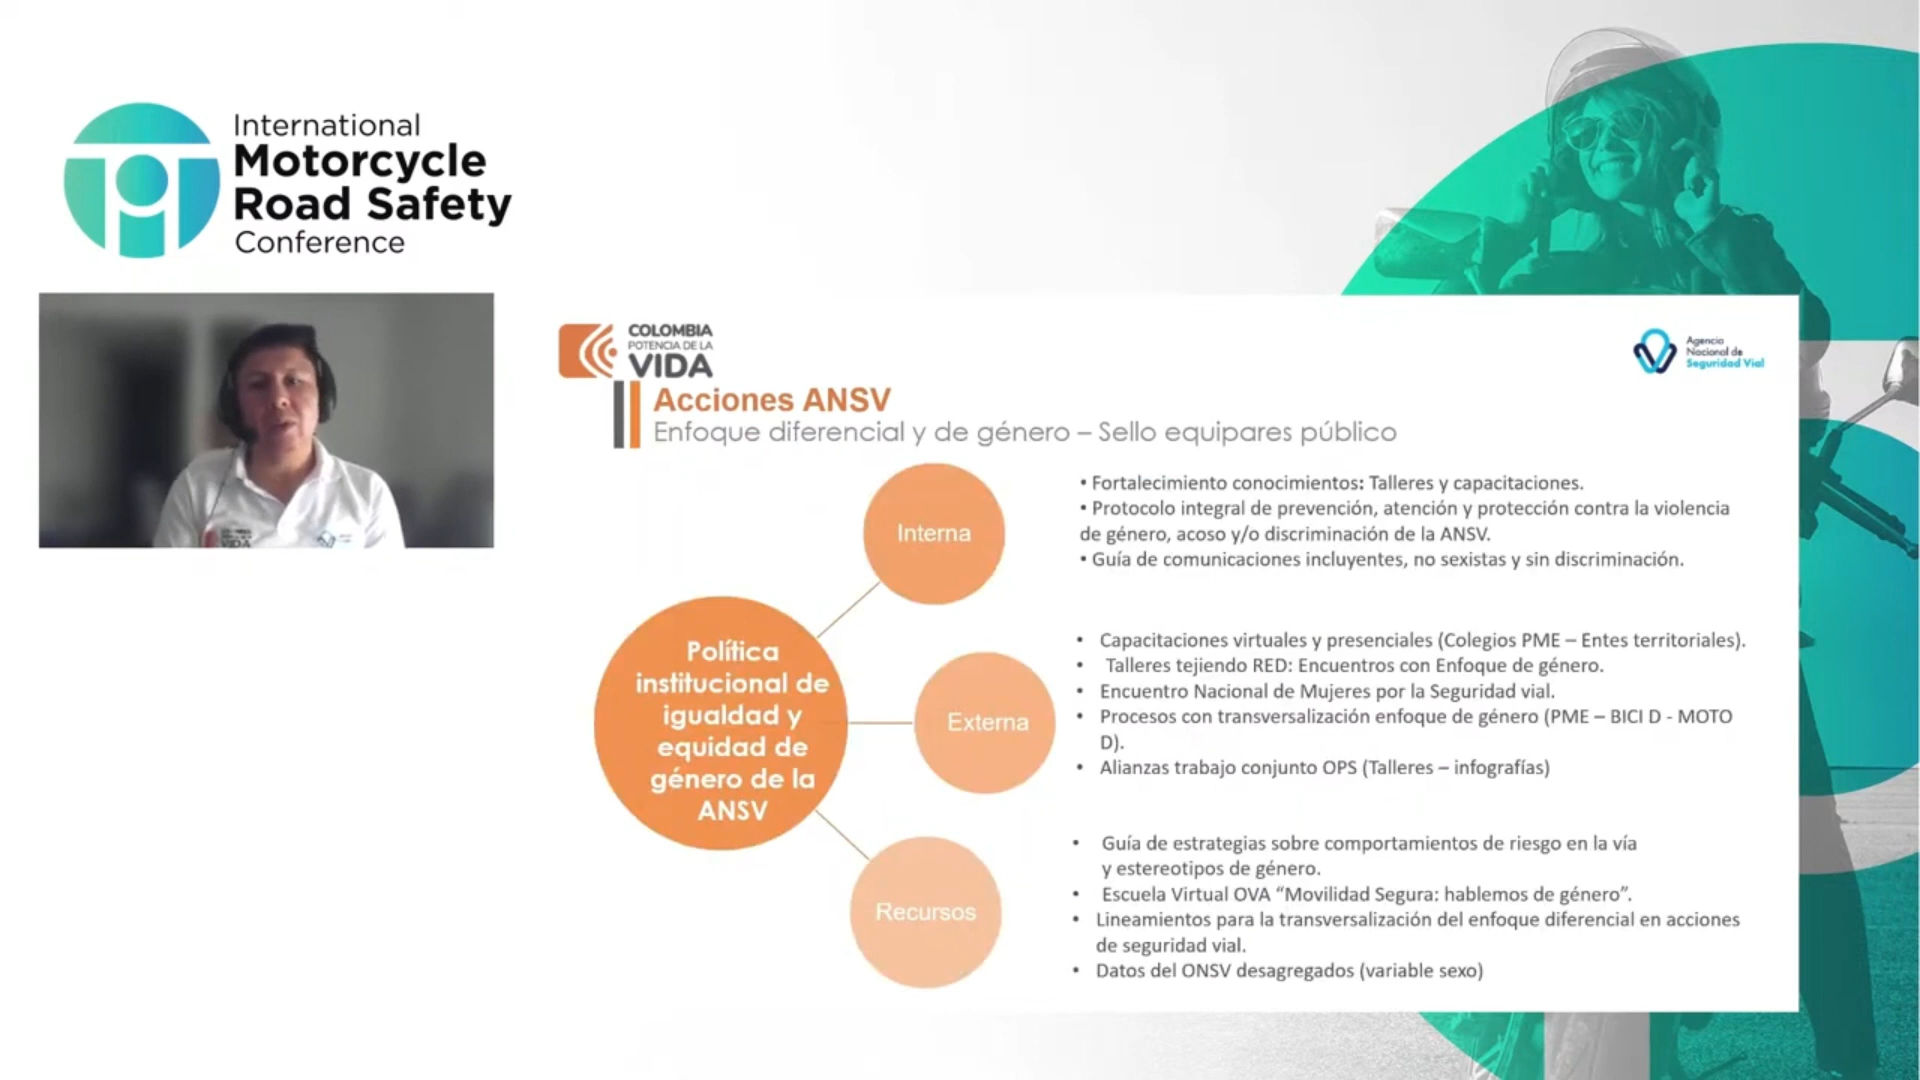 International
Motorcycle
Road Safety
Conference
COLOMBIA
POTENCIA DE LA
VIDA
Agencia
Nacional de
Seguridad Vial
Acciones ANSV
Enfoque diferencial y de género – Sello equipares público
Interna
• Fortalecimiento conocimientos: Talleres y capacitaciones.
• Protocolo integral de prevención, atención y protección contra la violencia
de género, acoso y/o discriminación de la ANSV.
• Guía de comunicaciones incluyentes, no sexistas y sin discriminación.
Política
institucional de
igualdad y
equidad de
género de la
ANSV
Externa
• Capacitaciones virtuales y presenciales (Colegios PME – Entes territoriales).
• Talleres tejiendo RED: Encuentros con Enfoque de género.
• Encuentro Nacional de Mujeres por la Seguridad vial.
• Procesos con transversalización enfoque de género (PME – BICI D - MOTO
D).
• Alianzas trabajo conjunto OPS (Talleres – infografías)
Recursos
• Guía de estrategias sobre comportamientos de riesgo en la vía
y estereotipos de género.
• Escuela Virtual OVA “Movilidad Segura: hablemos de género”.
• Lineamientos para la transversalización del enfoque diferencial en acciones
de seguridad vial.
• Datos del ONSV desagregados (variable sexo)
VIDA